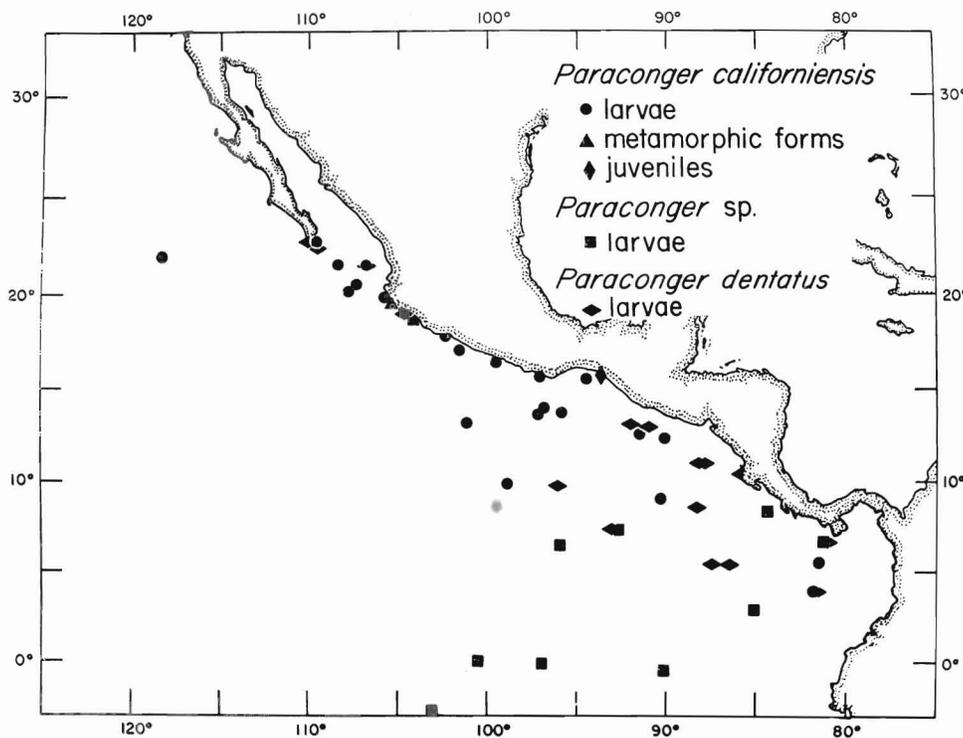 120° 110° 100° 90° 80°
Paraconger californiensis
larvae
metamorphic forms
juveniles
Paraconger sp.
larvae
Paraconger dentatus
larvae
30° 30°
20° 20°
10° 10°
0° 0°
120° 110° 100° 90° 80°